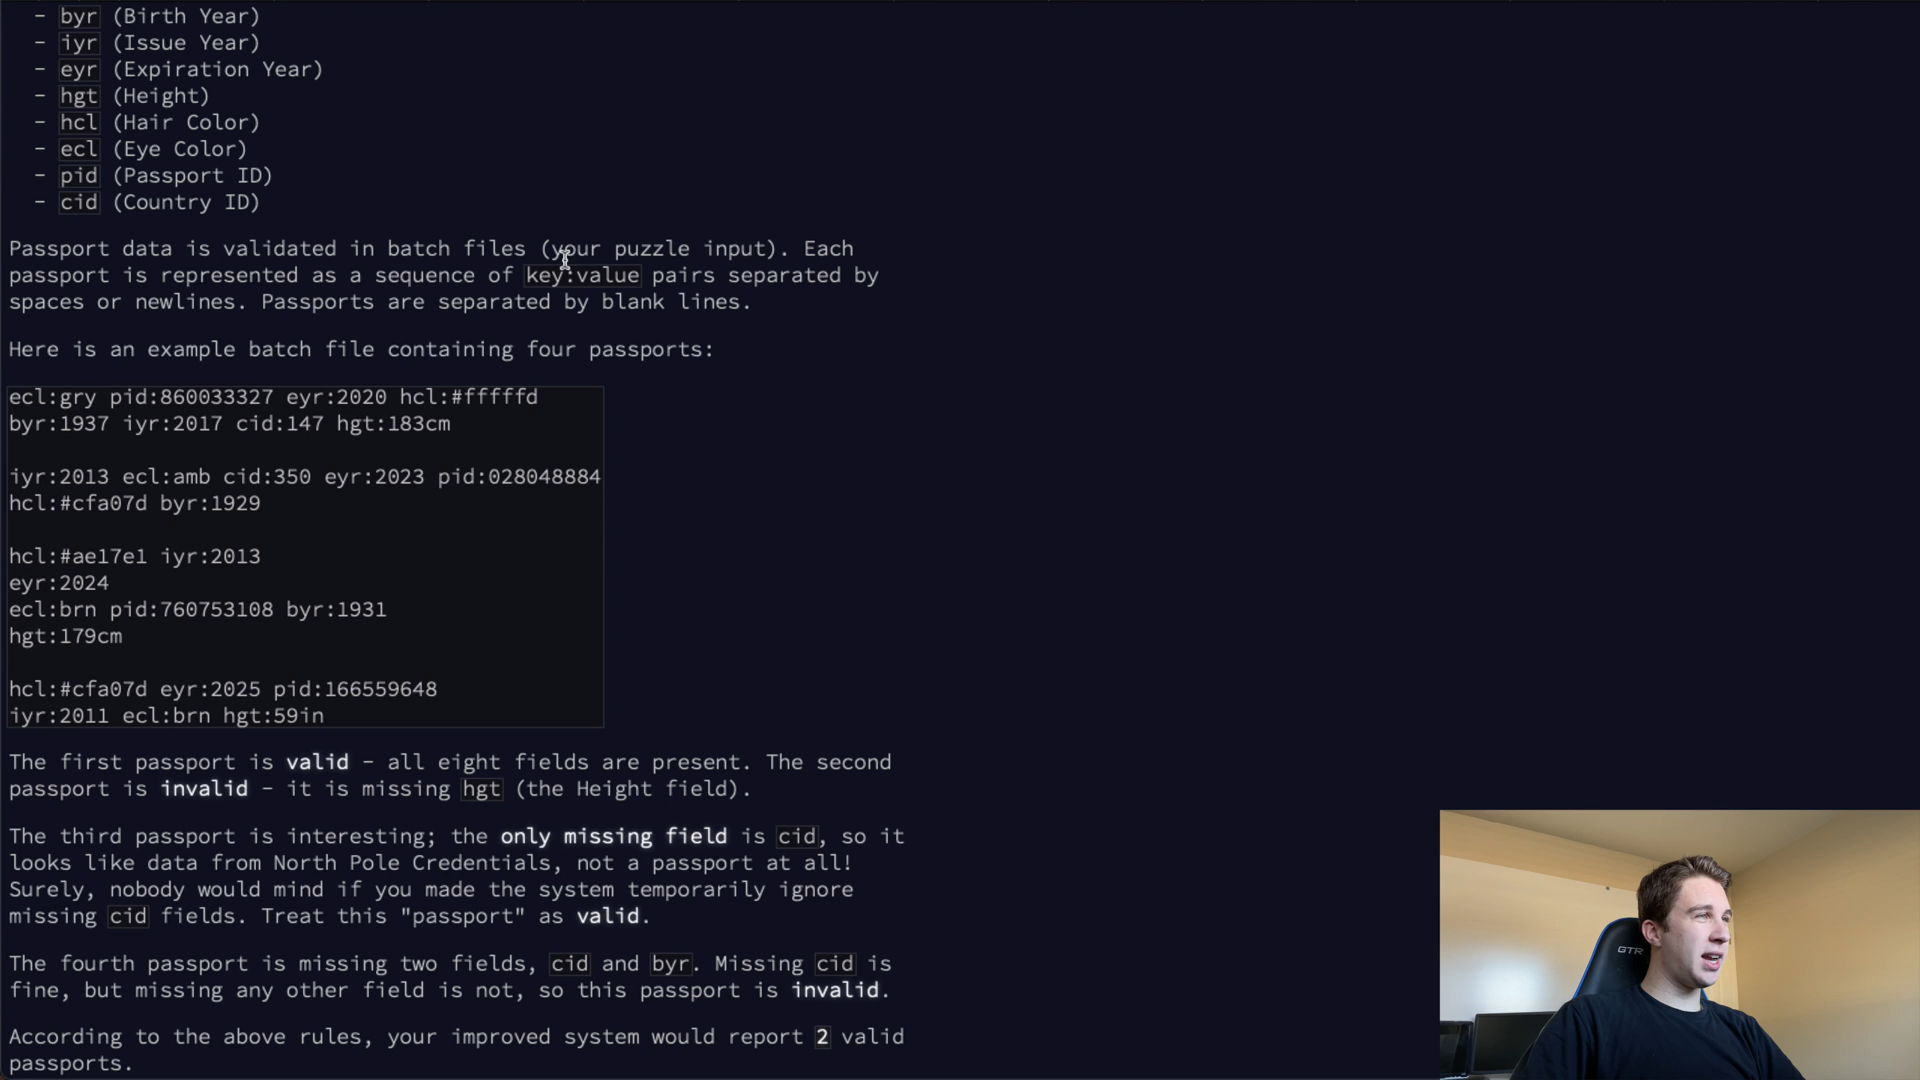 - byr (Birth Year)
- iyr (Issue Year)
- eyr (Expiration Year)
- hgt (Height)
- hcl (Hair Color)
- ecl (Eye Color)
- pid (Passport ID)
- cid (Country ID)
Passport data is validated in batch files (your puzzle input). Each
passport is represented as a sequence of key:value pairs separated by
spaces or newlines. Passports are separated by blank lines.
Here is an example batch file containing four passports:
ecl:gry pid:860033327 eyr:2020 hcl:#fffffd
byr:1937 iyr:2017 cid:147 hgt:183cm
iyr:2013 ecl:amb cid:350 eyr:2023 pid:028048884
hcl:#cfa07d byr:1929
hcl:#ae17e1 iyr:2013
eyr:2024
ecl:brn pid:760753108 byr:1931
hgt:179cm
hcl:#cfa07d eyr:2025 pid:166559648
iyr:2011 ecl:brn hgt:59in
The first passport is valid - all eight fields are present. The second
passport is invalid - it is missing hgt (the Height field).
The third passport is interesting; the only missing field is cid, so it
looks like data from North Pole Credentials, not a passport at all!
Surely, nobody would mind if you made the system temporarily ignore
missing cid fields. Treat this "passport" as valid.
The fourth passport is missing two fields, cid and byr. Missing cid is
fine, but missing any other field is not, so this passport is invalid.
According to the above rules, your improved system would report 2 valid
passports.
GTR